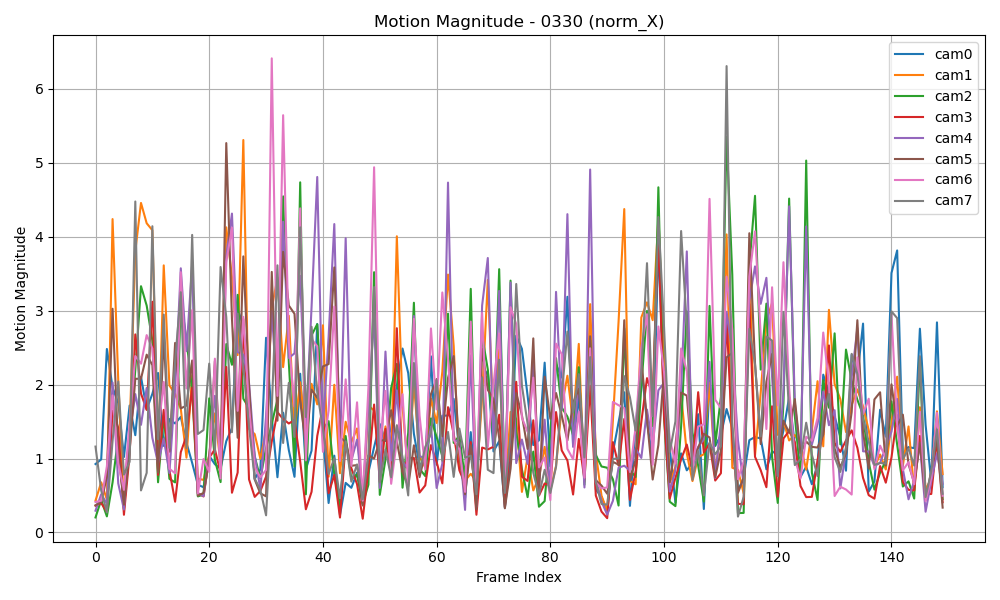 Motion Magnitude - 0330 (norm_X)
Motion Magnitude
6
5
4
3
2
1
0
0 20 40 60 80 100 120 140
Frame Index
cam0
cam1
cam2
cam3
cam4
cam5
cam6
cam7